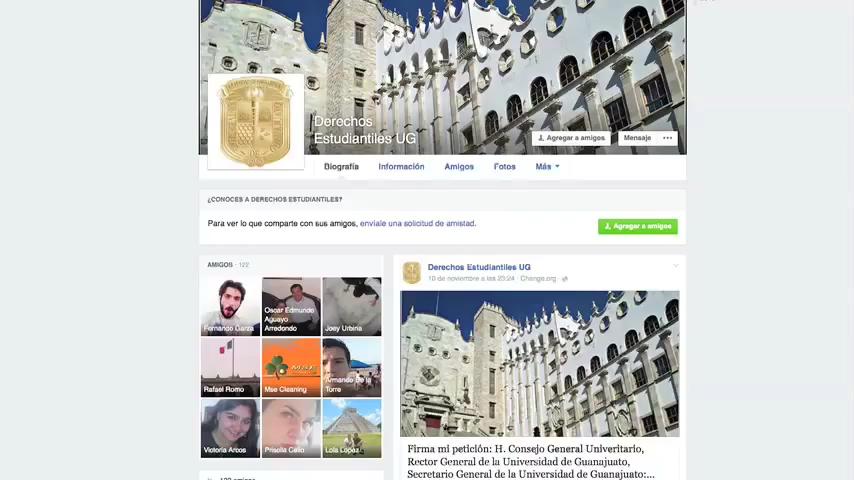 Derechos
Estudiantiles UG
Agregar a amigos
Mensaje
Biografía
Información
Amigos
Fotos
Más
¿CONOCES A DERECHOS ESTUDIANTILES?
Para ver lo que comparte con sus amigos, envíale una solicitud de amistad.
Agregar a amigos
AMIGOS · 122
Fernando Garza
Oscar Edmundo
Aguayo
Arredondo
Joey Urbina
Rafael Romo
Mse Cleaning
Armando De la
Torre
Victoria Arcos
Priscila Celio
Lola López
Derechos Estudiantiles UG
10 de noviembre a las 23:24 · Change.org
Firma mi petición: H. Consejo General Univeritario,
Rector General de la Universidad de Guanajuato,
Secretario General de la Universidad de Guanajuato:...